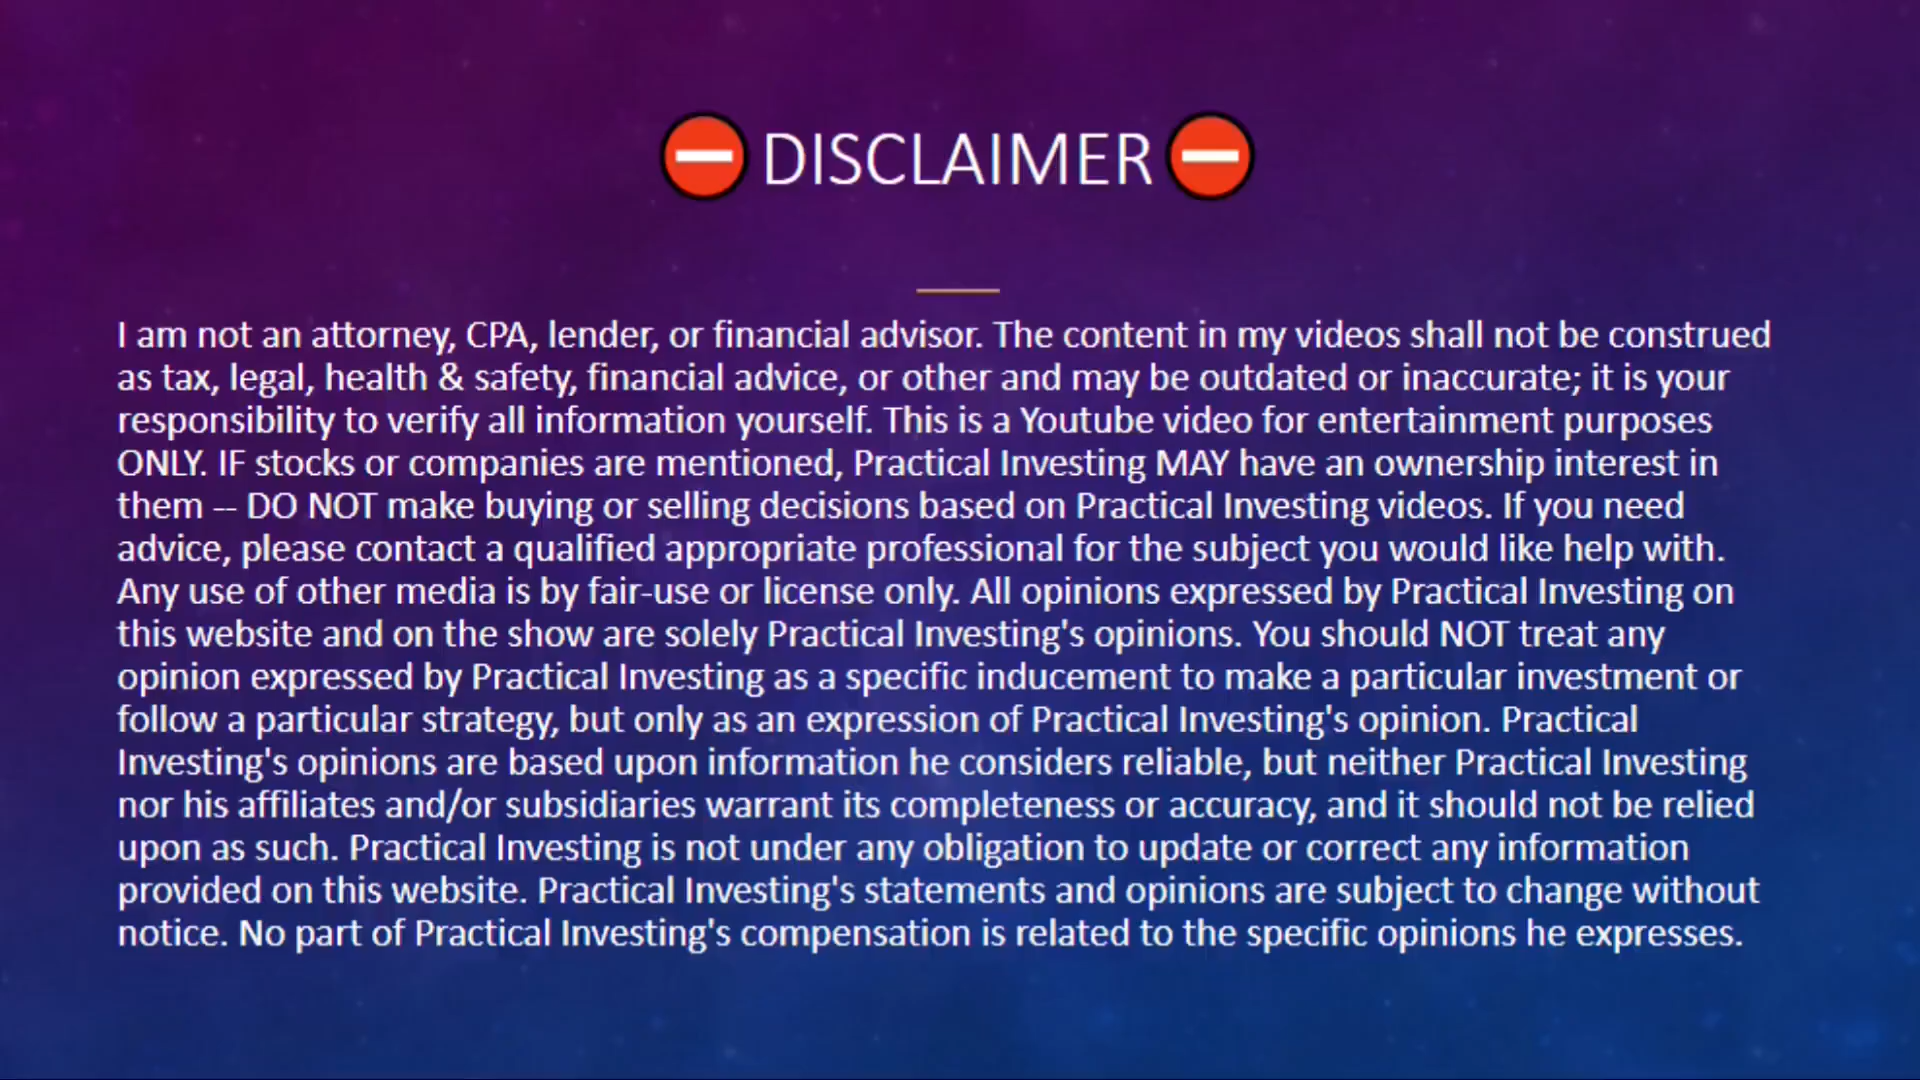 ⛔DISCLAIMER⛔
I am not an attorney, CPA, lender, or financial advisor. The content in my videos shall not be construed
as tax, legal, health & safety, financial advice, or other and may be outdated or inaccurate; it is your
responsibility to verify all information yourself. This is a Youtube video for entertainment purposes
ONLY. IF stocks or companies are mentioned, Practical Investing MAY have an ownership interest in
them -- DO NOT make buying or selling decisions based on Practical Investing videos. If you need
advice, please contact a qualified appropriate professional for the subject you would like help with.
Any use of other media is by fair-use or license only. All opinions expressed by Practical Investing on
this website and on the show are solely Practical Investing's opinions. You should NOT treat any
opinion expressed by Practical Investing as a specific inducement to make a particular investment or
follow a particular strategy, but only as an expression of Practical Investing's opinion. Practical
Investing's opinions are based upon information he considers reliable, but neither Practical Investing
nor his affiliates and/or subsidiaries warrant its completeness or accuracy, and it should not be relied
upon as such. Practical Investing is not under any obligation to update or correct any information
provided on this website. Practical Investing's statements and opinions are subject to change without
notice. No part of Practical Investing's compensation is related to the specific opinions he expresses.